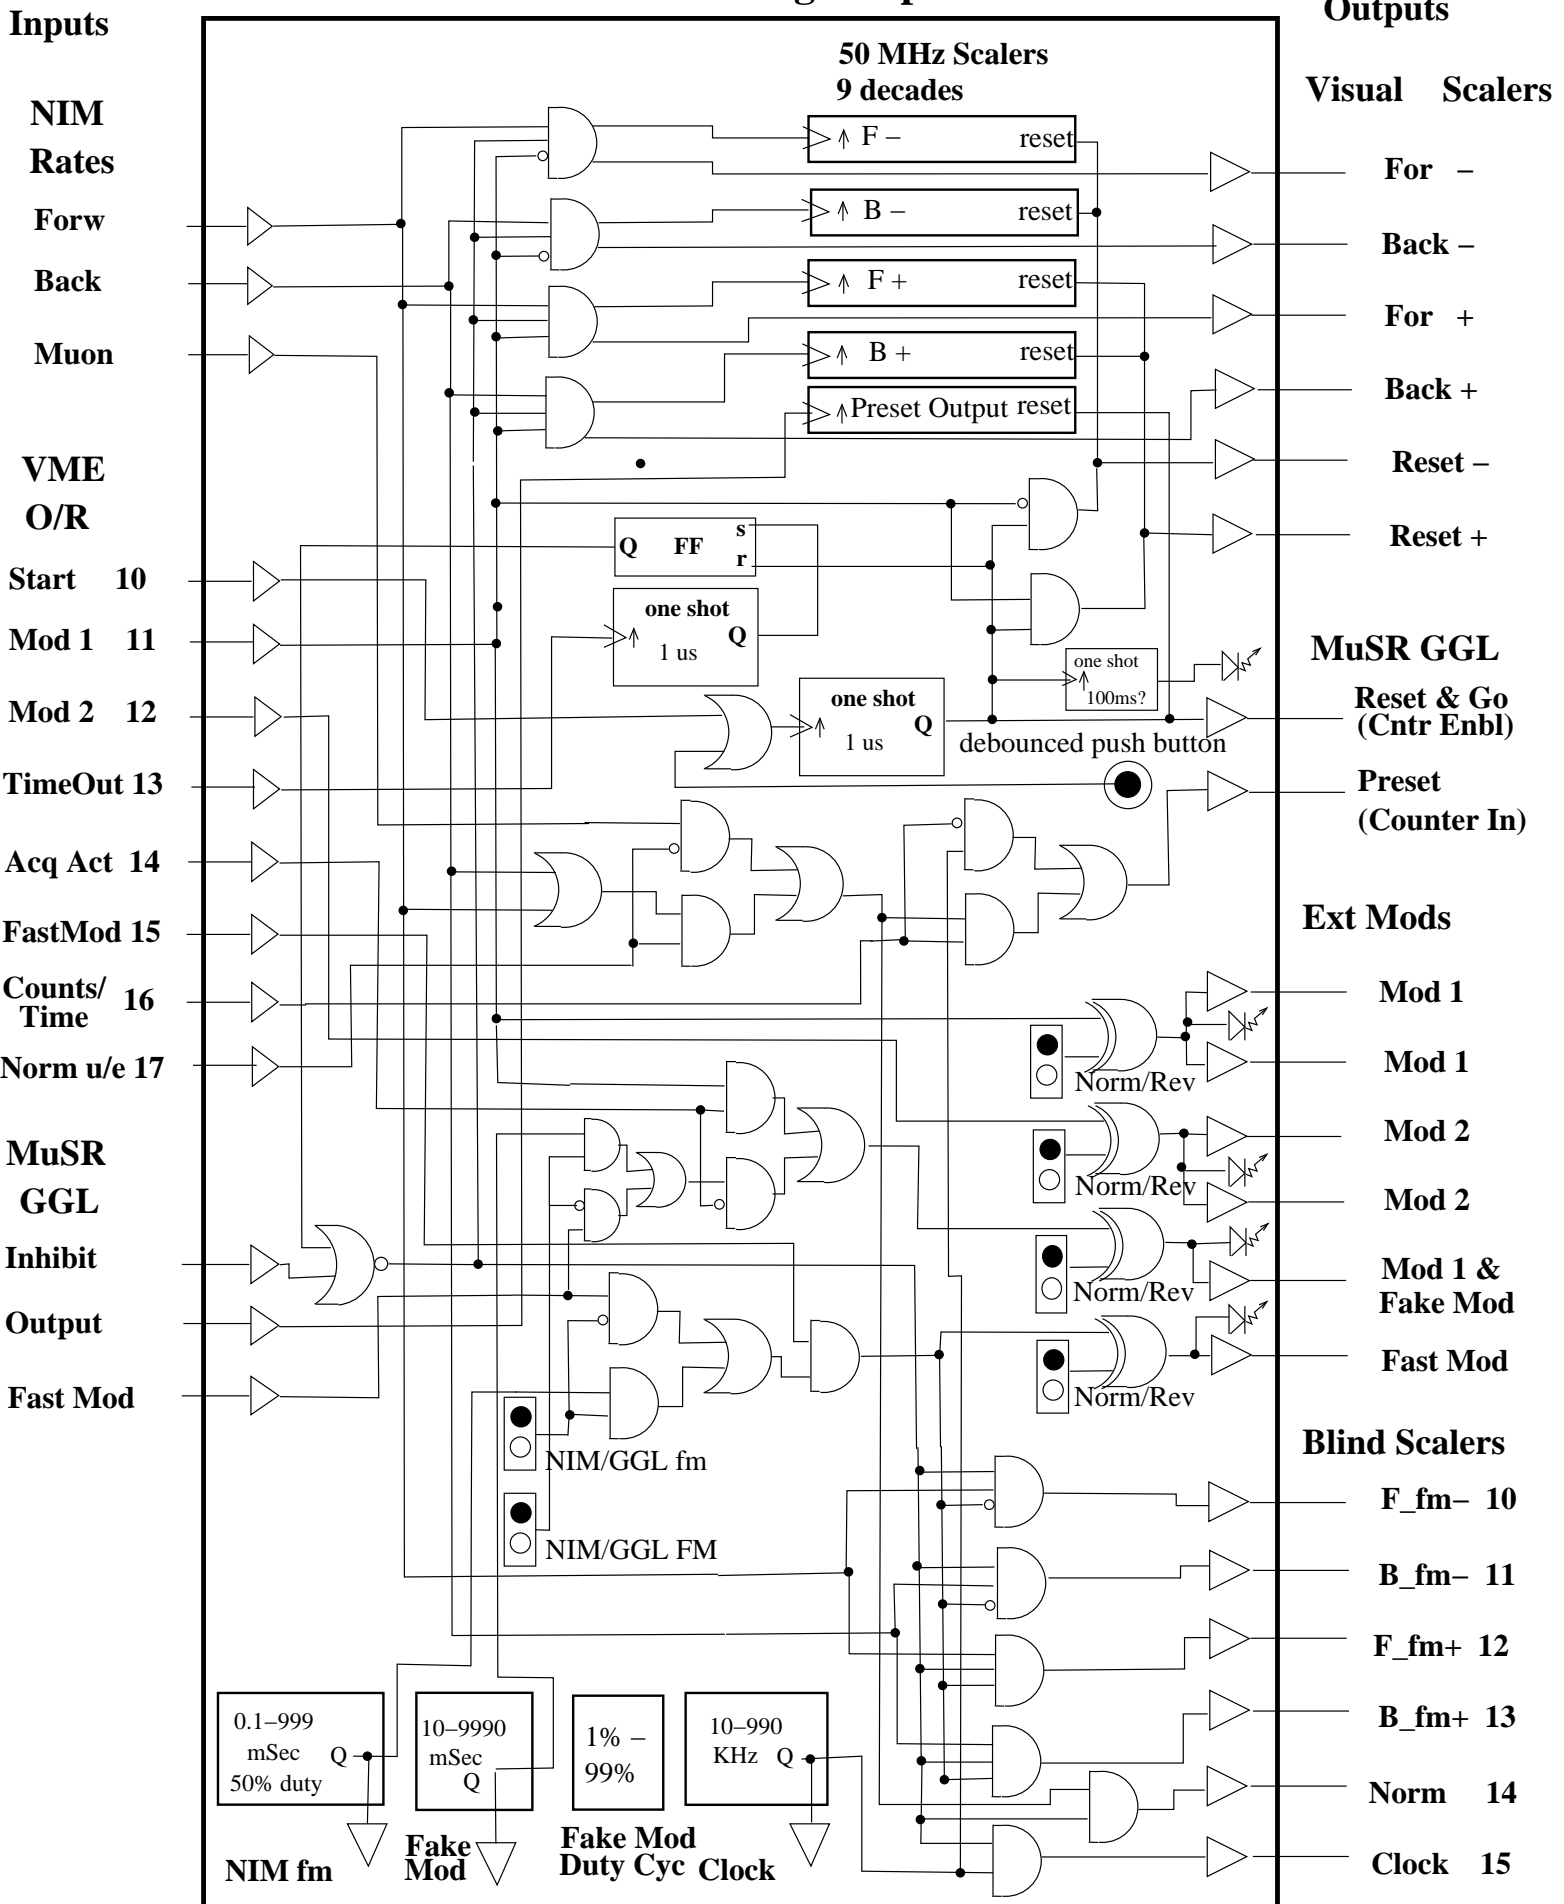 Inputs
Outputs
50 MHz Scalers
9 decades
Visual Scalers
NIM
Rates
Forw
Back
Muon
F –
reset
B –
reset
F +
reset
B +
reset
Preset Output reset
For –
Back –
For +
Back +
Reset –
Reset +
VME
O/R
Start 10
Mod 1 11
Mod 2 12
TimeOut 13
Acq Act 14
FastMod 15
Counts/
Time
16
Norm u/e 17
Q FF s
r
one shot
Q
1 us
one shot
Q
1 us
one shot
100ms?
debounced push button
MuSR GGL
Reset & Go
(Cntr Enbl)
Preset
(Counter In)
Ext Mods
Mod 1
Mod 1
Norm/Rev
Mod 2
Mod 2
Norm/Rev
Mod 1 &
Fake Mod
Norm/Rev
Fast Mod
Norm/Rev
MuSR
GGL
Inhibit
Output
Fast Mod
NIM/GGL fm
NIM/GGL FM
Blind Scalers
F_fm– 10
B_fm– 11
F_fm+ 12
B_fm+ 13
Norm 14
Clock 15
0.1–999
mSec Q
50% duty
NIM fm
10–9990
mSec
Q
Fake
Mod
1% –
99%
Fake Mod
Duty Cyc
10–990
KHz Q
Clock